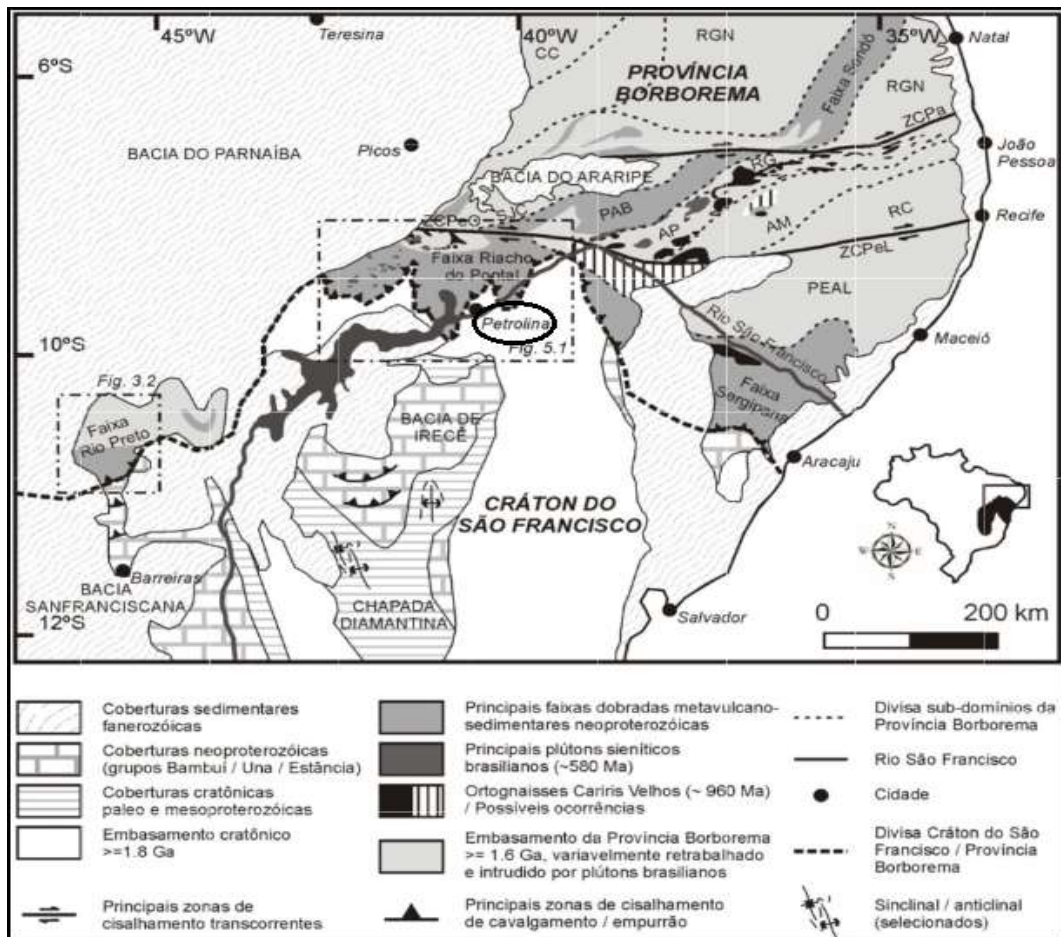 45ºW
Teresina
40ºW
35ºW
Natal
6ºS
CC
RGN
PROVÍNCIA
BORBOREMA
Faixa Seridó
RGN
ZCPa
João
Pessoa
BACIA DO PARNAÍBA
Picos
BACIA DO ARARIPE
RG
PAB
SJC
ZCPeO
AP
AM
RC
Recife
ZCPeL
Faixa Riacho
do Pontal
PEAL
Petrolina
Fig. 5.1
Rio São Francisco
Maceió
10ºS
Fig. 3.2
Faixa
Rio Preto
BACIA DE
IRECÊ
Faixa
Sergipana
Aracaju
CRÁTON DO
SÃO FRANCISCO
N
W
E
S
Barreiras
BACIA
SANFRANCISCANA
CHAPADA
DIAMANTINA
Salvador
12ºS
0
200 km
Coberturas sedimentares
fanerozóicas
Coberturas neoproterozóicas
(grupos Bambuí / Una / Estância)
Coberturas cratônicas
paleo e mesoproterozóicas
Embasamento cratônico
>=1.8 Ga
Principais zonas de
cisalhamento transcorrentes
Principais faixas dobradas metavulcano-
sedimentares neoproterozóicas
Principais plútons sieníticos
brasilianos (~580 Ma)
Ortognaisses Cariris Velhos (~ 960 Ma)
/ Possíveis ocorrências
Embasamento da Província Borborema
>= 1.6 Ga, variavelmente retrabalhado
e intrudido por plútons brasilianos
Principais zonas de cisalhamento
de cavalgamento / empurrão
Divisa sub-domínios da
Província Borborema
Rio São Francisco
Cidade
Divisa Cráton do São
Francisco / Província
Borborema
Sinclinal / anticlinal
(selecionados)